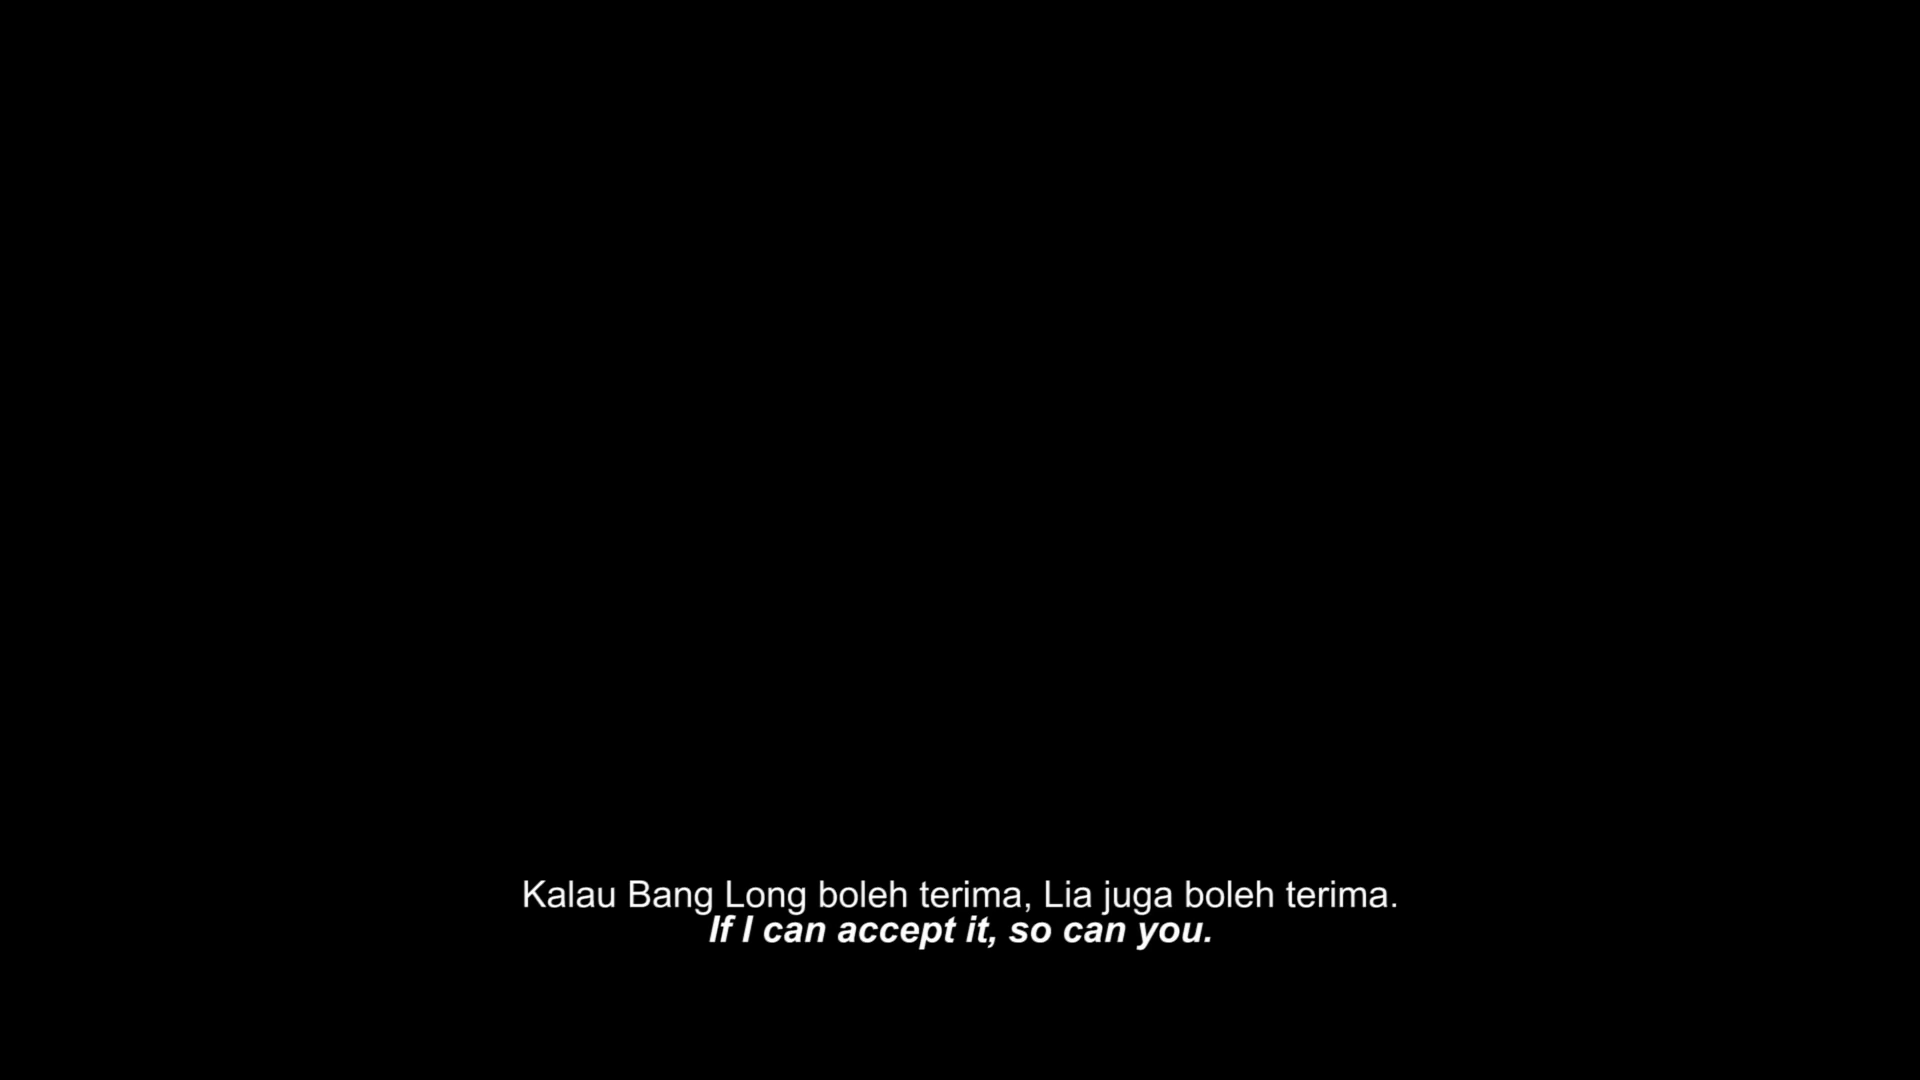 Kalau Bang Long boleh terima, Lia juga boleh terima.
If I can accept it, so can you.